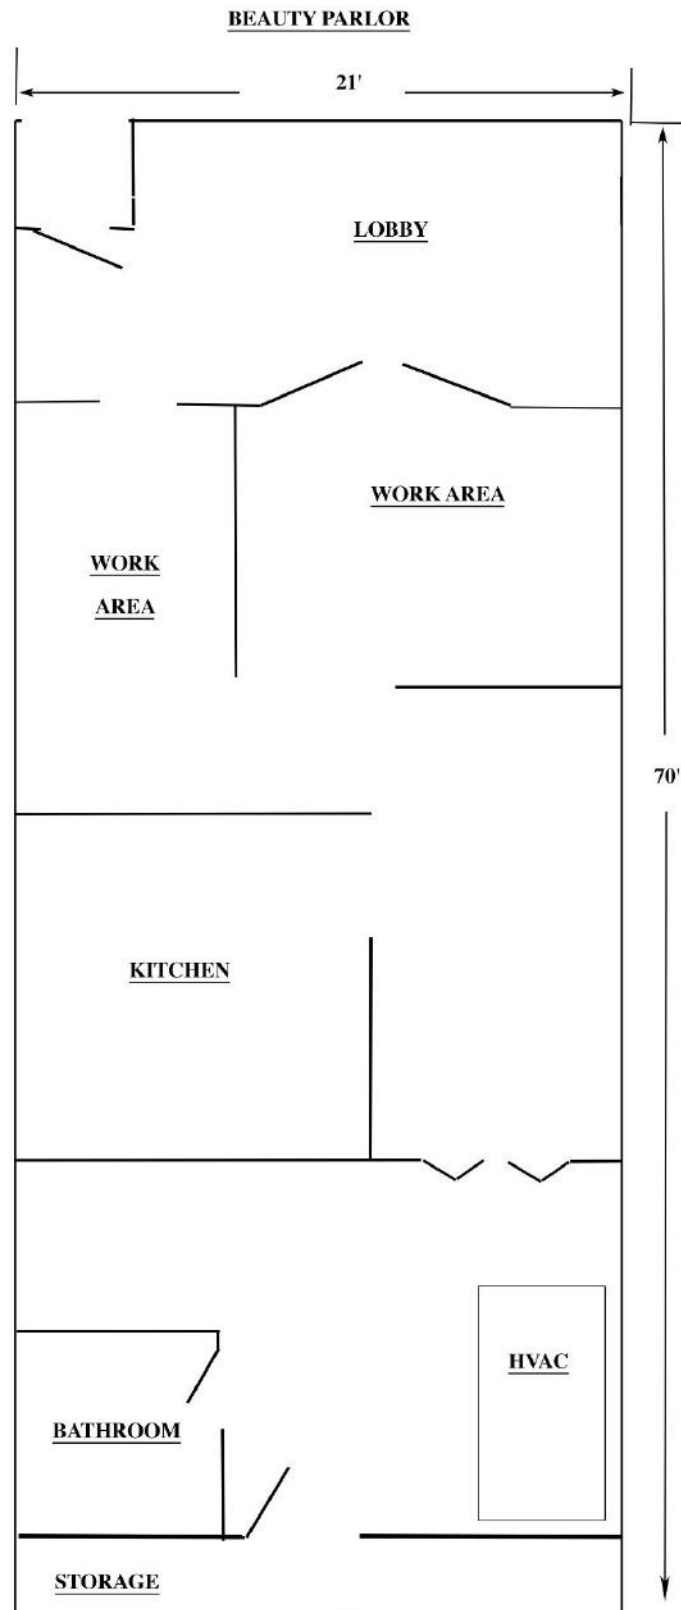 BEAUTY PARLOR
21'
LOBBY
WORK AREA
WORK
AREA
70'
KITCHEN
HVAC
BATHROOM
STORAGE